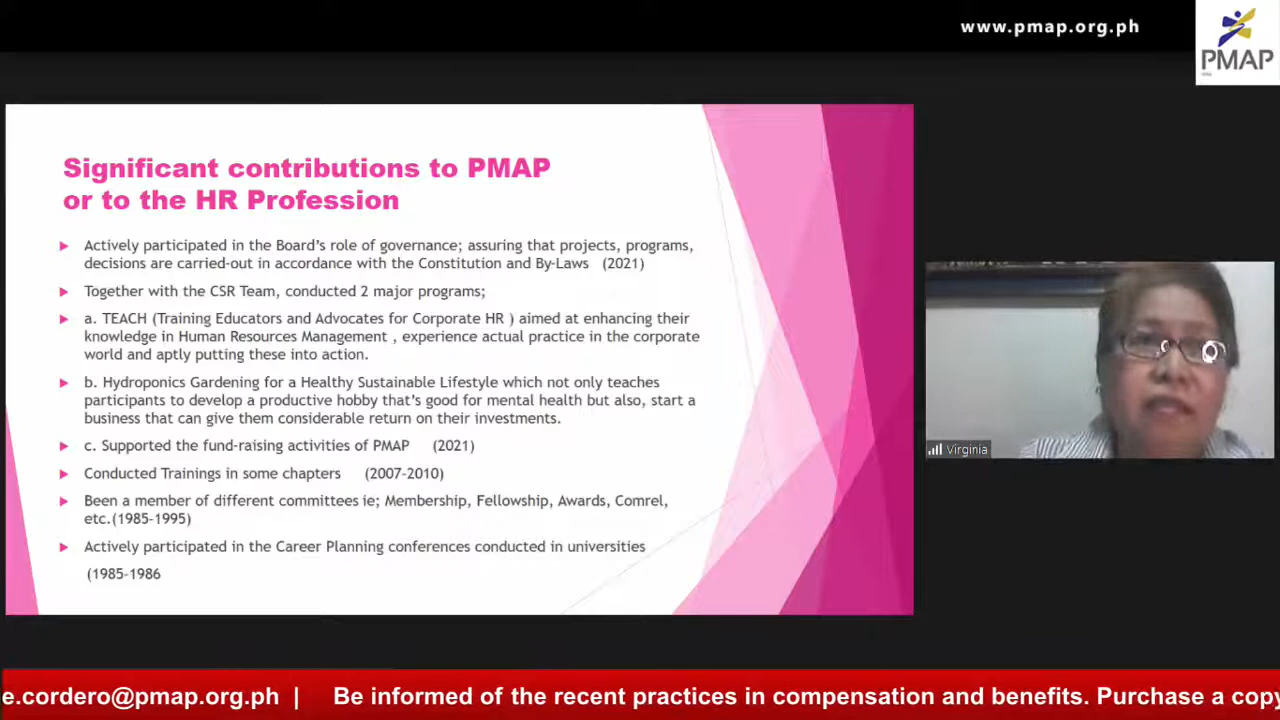 www.pmap.org.ph
PMAP
Significant contributions to PMAP
or to the HR Profession
Actively participated in the Board's role of governance; assuring that projects, programs,
decisions are carried-out in accordance with the Constitution and By-Laws (2021)
Together with the CSR Team, conducted 2 major programs;
a. TEACH (Training Educators and Advocates for Corporate HR ) aimed at enhancing their
knowledge in Human Resources Management , experience actual practice in the corporate
world and aptly putting these into action.
b. Hydroponics Gardening for a Healthy Sustainable Lifestyle which not only teaches
participants to develop a productive hobby that's good for mental health but also, start a
business that can give them considerable return on their investments.
c. Supported the fund-raising activities of PMAP (2021)
Conducted Trainings in some chapters (2007-2010)
Been a member of different committees ie; Membership, Fellowship, Awards, Comrel,
etc.(1985-1995)
Actively participated in the Career Planning conferences conducted in universities
(1985-1986
Virginia
e.cordero@pmap.org.ph | Be informed of the recent practices in compensation and benefits. Purchase a copy